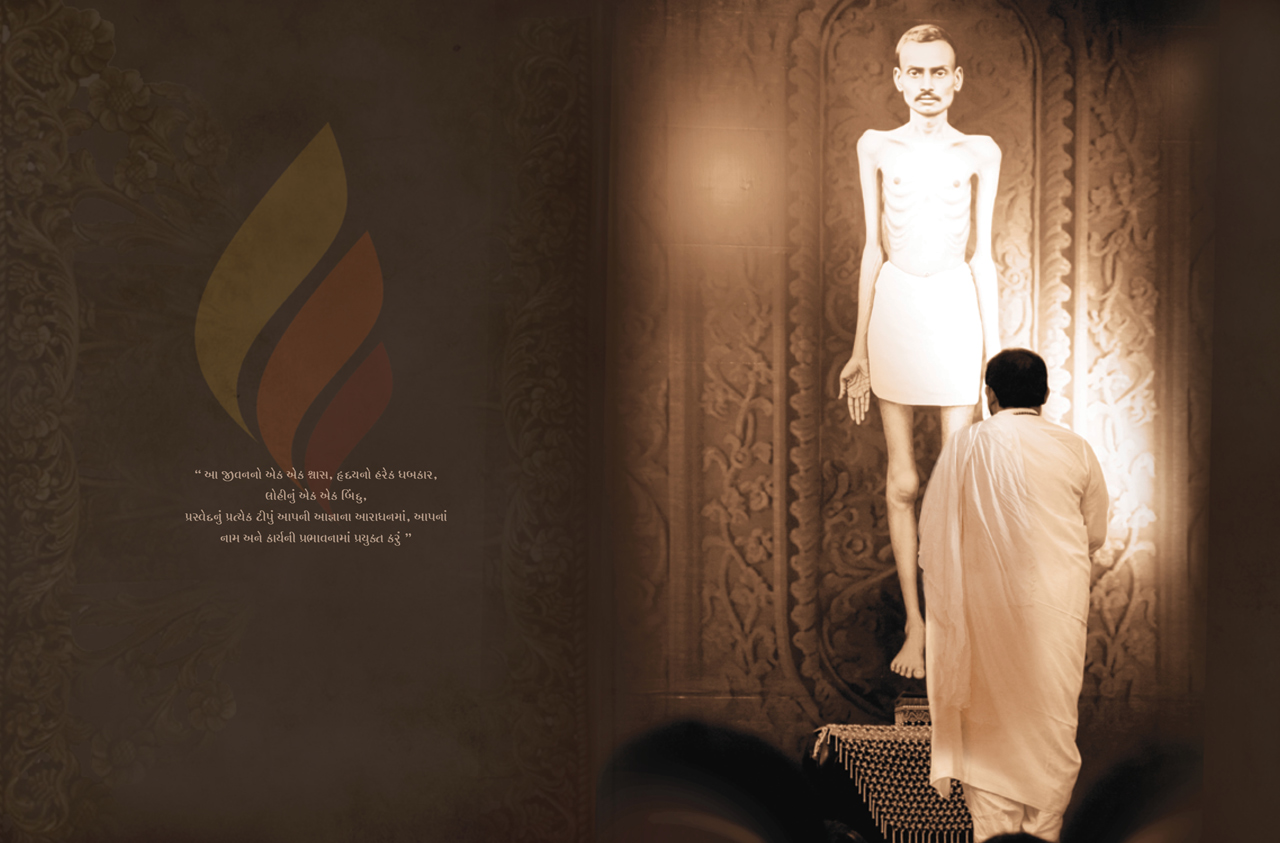 “ આ જીવનનો એક એક શ્વાસ, હૃદયનો હરેક ધબકાર,
લોહીનું એક એક બિંદુ,
પ્રસ્વેદનું પ્રત્યેક ટીપું આપની આજ્ઞાના આરાધનમાં, આપનાં
નામ અને કાર્યની પ્રભાવનામાં પ્રયુક્ત કરું ”